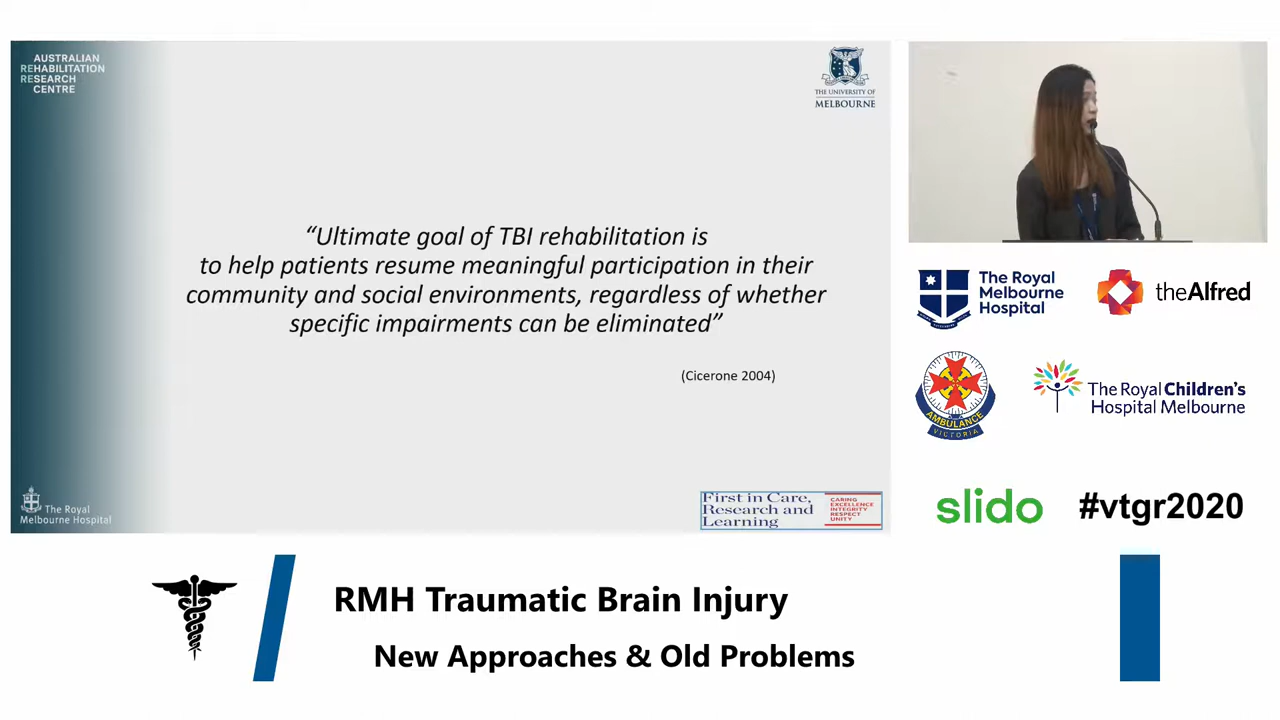 AUSTRALIAN
REHABILITATION
RESEARCH
CENTRE
THE UNIVERSITY OF
MELBOURNE
“Ultimate goal of TBI rehabilitation is
to help patients resume meaningful participation in their
community and social environments, regardless of whether
specific impairments can be eliminated”
(Cicerone 2004)
The Royal
Melbourne Hospital
First in Care,
Research and
Learning
CARING
EXCELLENCE
INTEGRITY
RESPECT
UNITY
The Royal
Melbourne
Hospital
theAlfred
AMBULANCE
VICTORIA
The Royal Children's
Hospital Melbourne
slido
#vtgr2020
RMH Traumatic Brain Injury
New Approaches & Old Problems